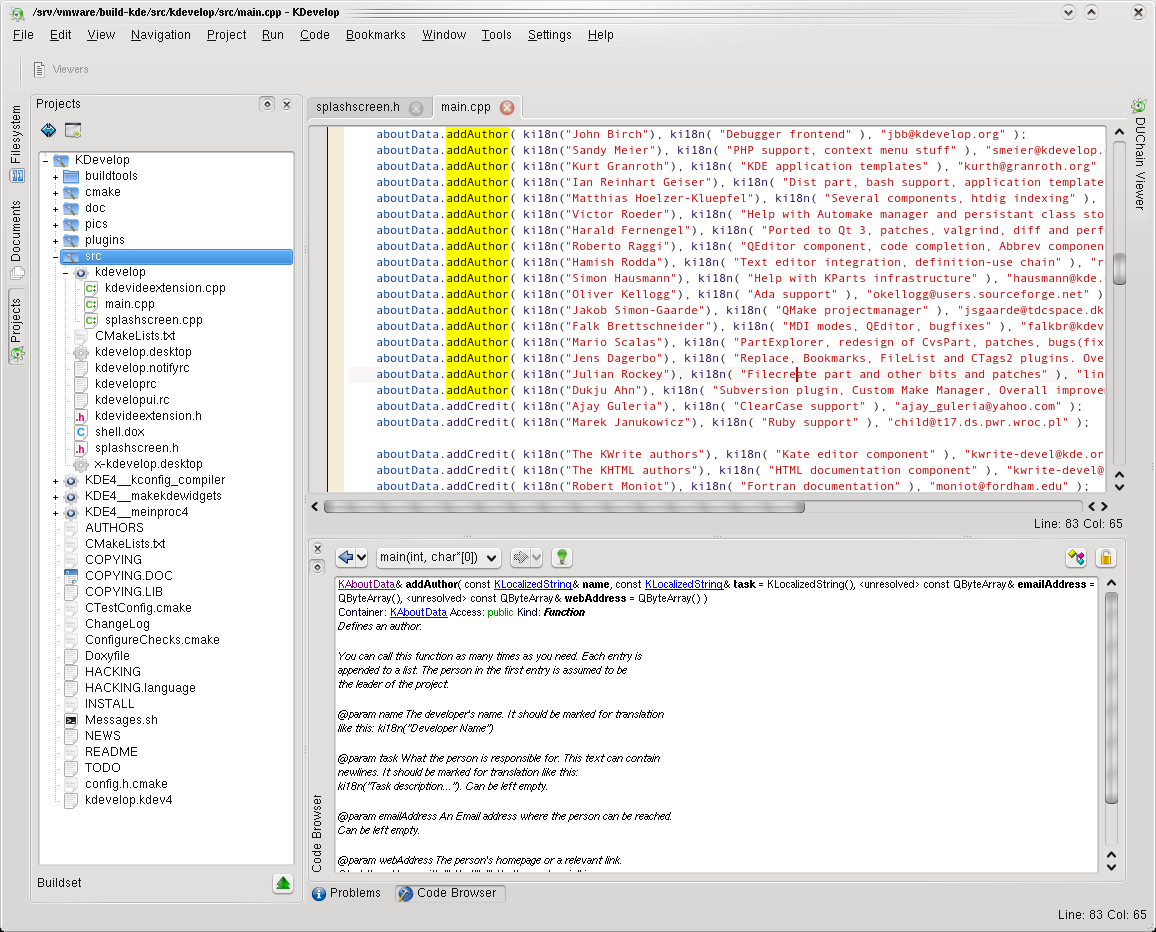 /srv/vmware/build-kde/src/kdevelop/src/main.cpp - KDevelop
File Edit View Navigation Project Run Code Bookmarks Window Tools Settings Help
Viewers
Filesystem
Documents
Projects
Projects
KDevelop
buildtools
cmake
doc
pics
plugins
src
kdevelop
kdevideextension.cpp
main.cpp
splashscreen.cpp
CMakeLists.txt
kdevelop.desktop
kdevelop.notifyrc
kdeveloprc
kdevelopui.rc
kdevideextension.h
shell.dox
splashscreen.h
x-kdevelop.desktop
KDE4__kconfig_compiler
KDE4__makekdewidgets
KDE4__meinproc4
AUTHORS
CMakeLists.txt
COPYING
COPYING.DOC
COPYING.LIB
CTestConfig.cmake
ChangeLog
ConfigureChecks.cmake
Doxyfile
HACKING
HACKING.language
INSTALL
Messages.sh
NEWS
README
TODO
config.h.cmake
kdevelop.kdev4
Buildset
splashscreen.h main.cpp
aboutData.addAuthor( ki18n("John Birch"), ki18n( "Debugger frontend" ), "jbb@kdevelop.org" );
aboutData.addAuthor( ki18n("Sandy Meier"), ki18n( "PHP support, context menu stuff" ), "smeier@kdevelop.
aboutData.addAuthor( ki18n("Kurt Granroth"), ki18n( "KDE application templates" ), "kurth@granroth.org"
aboutData.addAuthor( ki18n("Ian Reinhart Geiser"), ki18n( "Dist part, bash support, application template
aboutData.addAuthor( ki18n("Matthias Hoelzer-Kluepfel"), ki18n( "Several components, htdig indexing" ),
aboutData.addAuthor( ki18n("Victor Roeder"), ki18n( "Help with Automake manager and persistant class sto
aboutData.addAuthor( ki18n("Harald Fernengel"), ki18n( "Ported to Qt 3, patches, valgrind, diff and perf
aboutData.addAuthor( ki18n("Roberto Raggi"), ki18n( "QEditor component, code completion, Abbrev componen
aboutData.addAuthor( ki18n("Hamish Rodda"), ki18n( "Text editor integration, definition-use chain" ), "r
aboutData.addAuthor( ki18n("Simon Hausmann"), ki18n( "Help with KParts infrastructure" ), "hausmann@kde.
aboutData.addAuthor( ki18n("Oliver Kellogg"), ki18n( "Ada support" ), "okellogg@users.sourceforge.net" )
aboutData.addAuthor( ki18n("Jakob Simon-Gaarde"), ki18n( "QMake projectmanager" ), "jsgaarde@tdcspace.dk
aboutData.addAuthor( ki18n("Falk Brettschneider"), ki18n( "MDI modes, QEditor, bugfixes" ), "falkbr@kdev
aboutData.addAuthor( ki18n("Mario Scalas"), ki18n( "PartExplorer, redesign of CvsPart, patches, bugs(fix
aboutData.addAuthor( ki18n("Jens Dagerbo"), ki18n( "Replace, Bookmarks, FileList and CTags2 plugins. Ove
aboutData.addAuthor( ki18n("Julian Rockey"), ki18n( "Filecreate part and other bits and patches" ), "lin
aboutData.addAuthor( ki18n("Dukju Ahn"), ki18n( "Subversion plugin, Custom Make Manager, Overall improve
aboutData.addCredit( ki18n("Ajay Guleria"), ki18n( "ClearCase support" ), "ajay_guleria@yahoo.com" );
aboutData.addCredit( ki18n("Marek Janukowicz"), ki18n( "Ruby support" ), "child@t17.ds.pwr.wroc.pl" );
aboutData.addCredit( ki18n("The KWrite authors"), ki18n( "Kate editor component" ), "kwrite-devel@kde.or
aboutData.addCredit( ki18n("The KHTML authors"), ki18n( "HTML documentation component" ), "kwrite-devel@
aboutData.addCredit( ki18n("Robert Moniot"), ki18n( "Fortran documentation" ), "moniot@fordham.edu" );
Line: 83 Col: 65
DUChain Viewer
main(int, char*[0])
KAboutData& addAuthor( const KLocalizedString& name, const KLocalizedString& task = KLocalizedString(), <unresolved> const QByteArray& emailAddress =
QByteArray(), <unresolved> const QByteArray& webAddress = QByteArray() )
Container: KAboutData Access: public Kind: Function
Defines an author.
You can call this function as many times as you need. Each entry is
appended to a list. The person in the first entry is assumed to be
the leader of the project.
@param name The developer's name. It should be marked for translation
like this: ki18n("Developer Name")
@param task What the person is responsible for. This text can contain
newlines. It should be marked for translation like this:
ki18n("Task description..."). Can be left empty.
@param emailAddress An Email address where the person can be reached.
Can be left empty.
@param webAddress The person's homepage or a relevant link.
Code Browser
Problems Code Browser
Line: 83 Col: 65